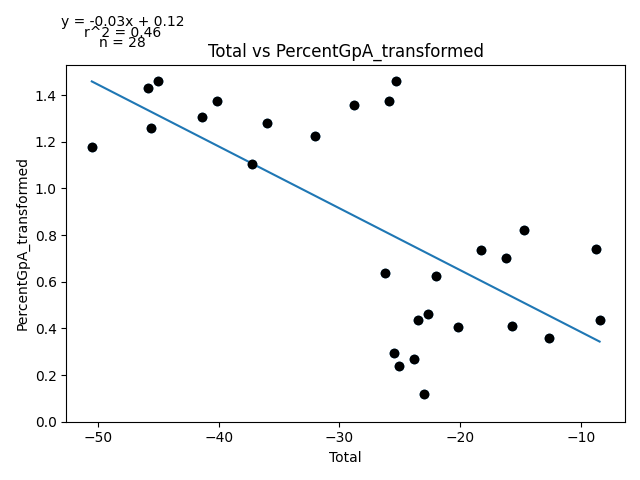 y = -0.03x + 0.12
r^2 = 0.46
n = 28
Total vs PercentGpA_transformed
1.4
1.2
1.0
0.8
0.6
0.4
0.2
0.0
PercentGpA_transformed
−50
−40
−30
−20
−10
Total